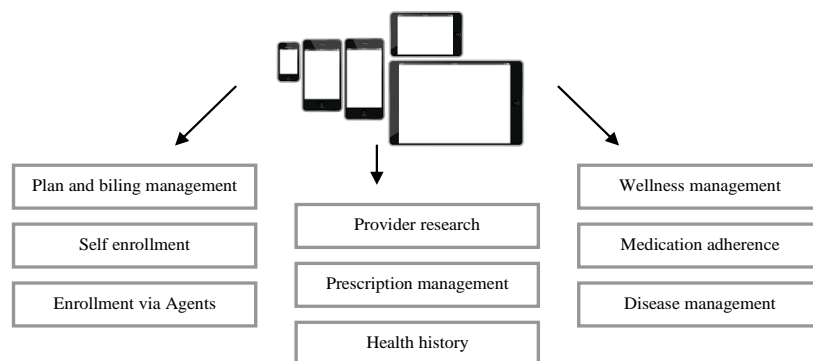 Plan and biling management
Self enrollment
Enrollment via Agents
Provider research
Prescription management
Health history
Wellness management
Medication adherence
Disease management